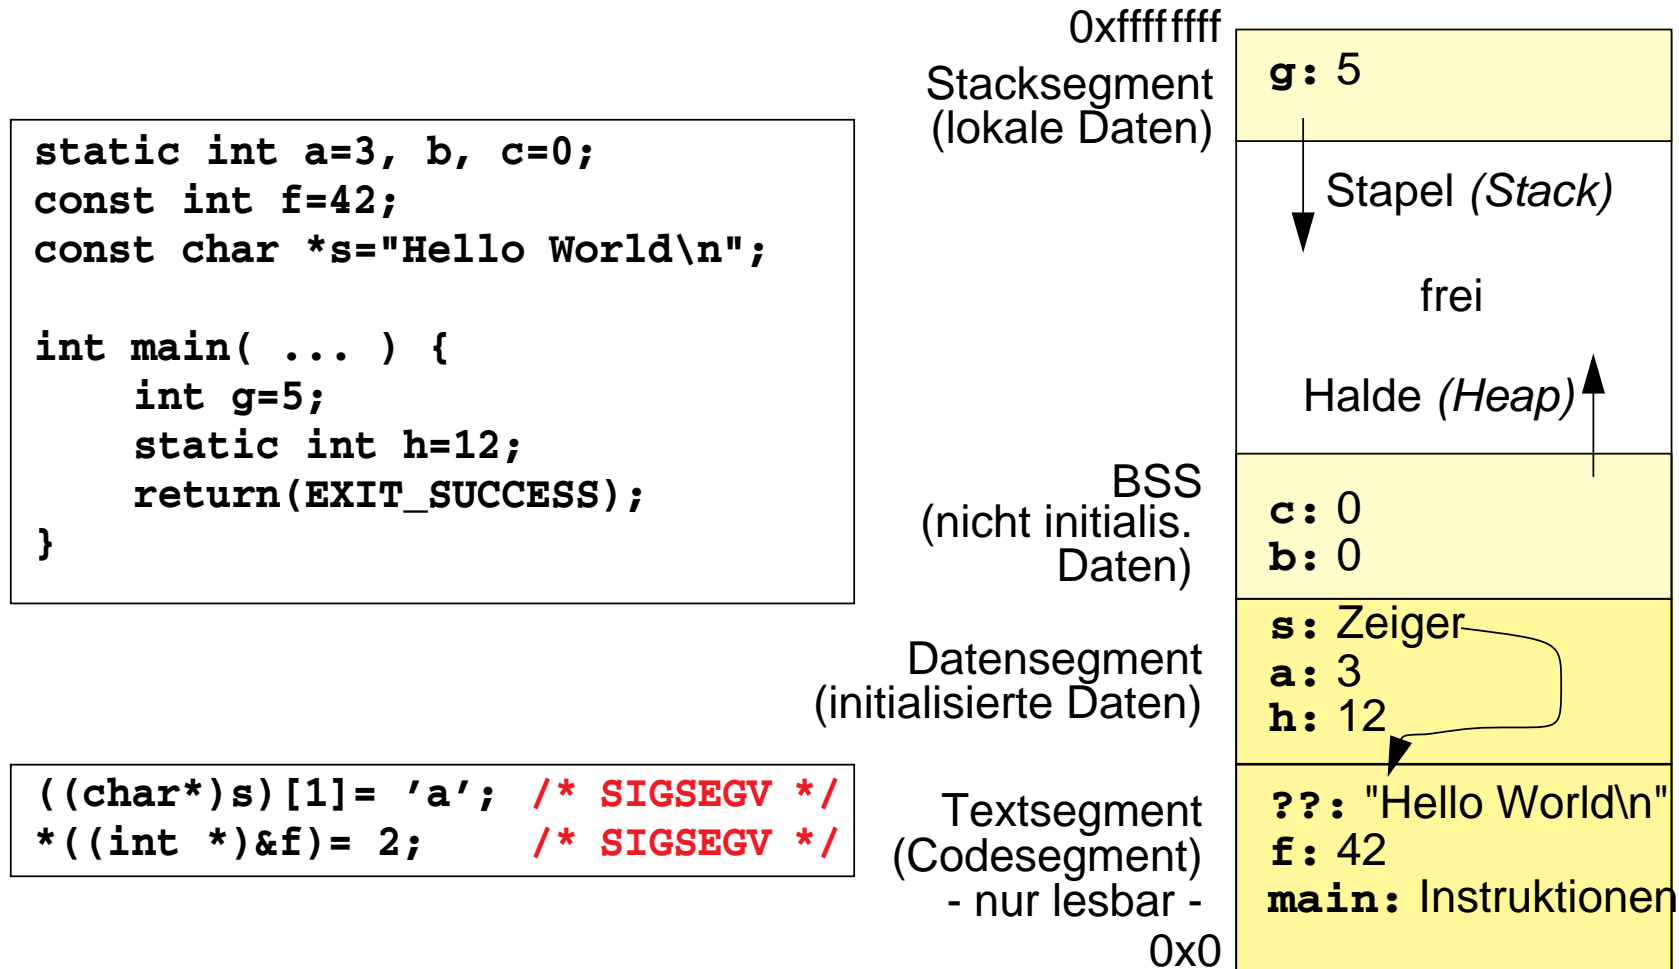 static int a=3, b, c=0;
const int f=42;
const char *s="Hello World\n";
int main( ... ) {
int g=5;
static int h=12;
return(EXIT_SUCCESS);
}
((char*)s)[1]= ’a’; /* SIGSEGV */
*((int *)&f)= 2; /* SIGSEGV */
0xffffffff
Stacksegment
(lokale Daten)
g: 5
Stapel (Stack)
frei
Halde (Heap)
BSS
(nicht initialis.
Daten)
c: 0
b: 0
Datensegment
(initialisierte Daten)
s: Zeiger
a: 3
h: 12
Textsegment
(Codesegment)
- nur lesbar -
??: "Hello World\n"
f: 42
main: Instruktionen
0x0